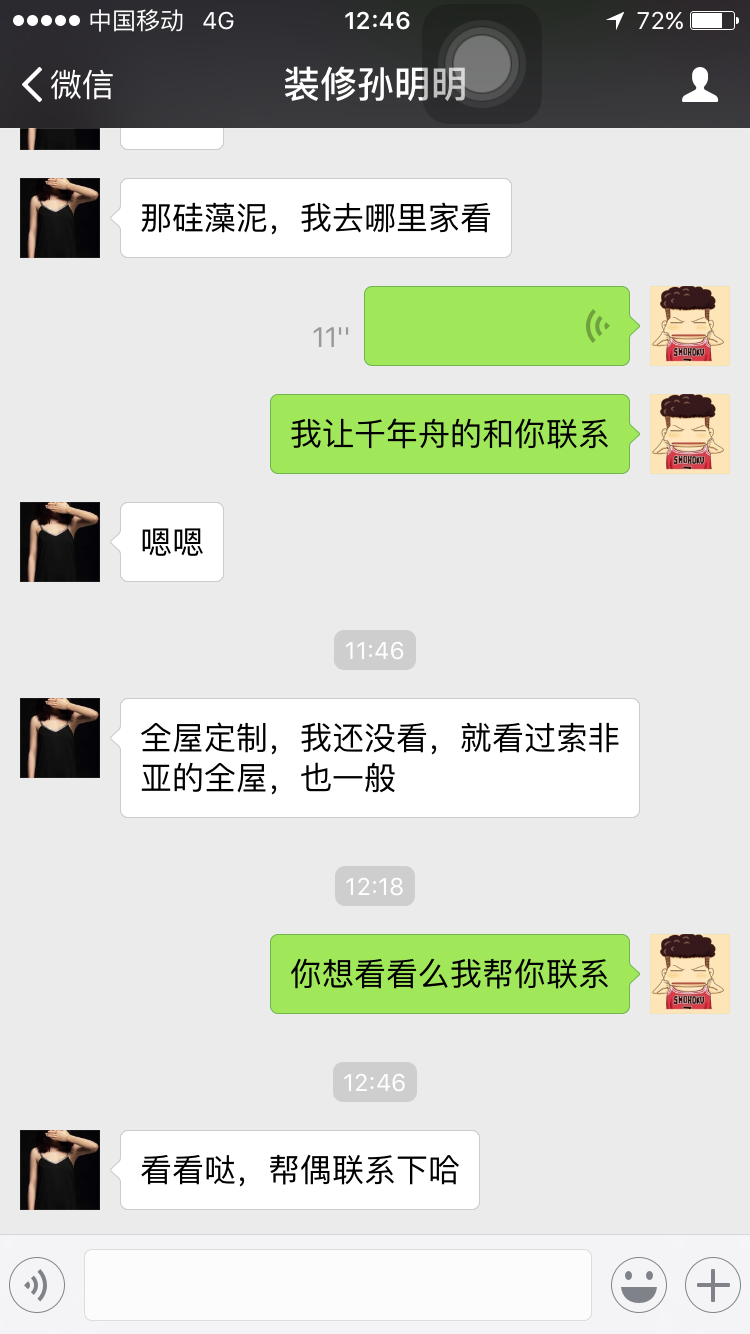 中国移动 4G 12:46 72%
微信 装修孙明明
那硅藻泥，我去哪里家看
11''
我让千年舟的和你联系
嗯嗯
11:46
全屋定制，我还没看，就看过索非
亚的全屋，也一般
12:18
你想看看么我帮你联系
12:46
看看哒，帮偶联系下哈
SHOHOKU
SHOHOKU
SHOHOKU